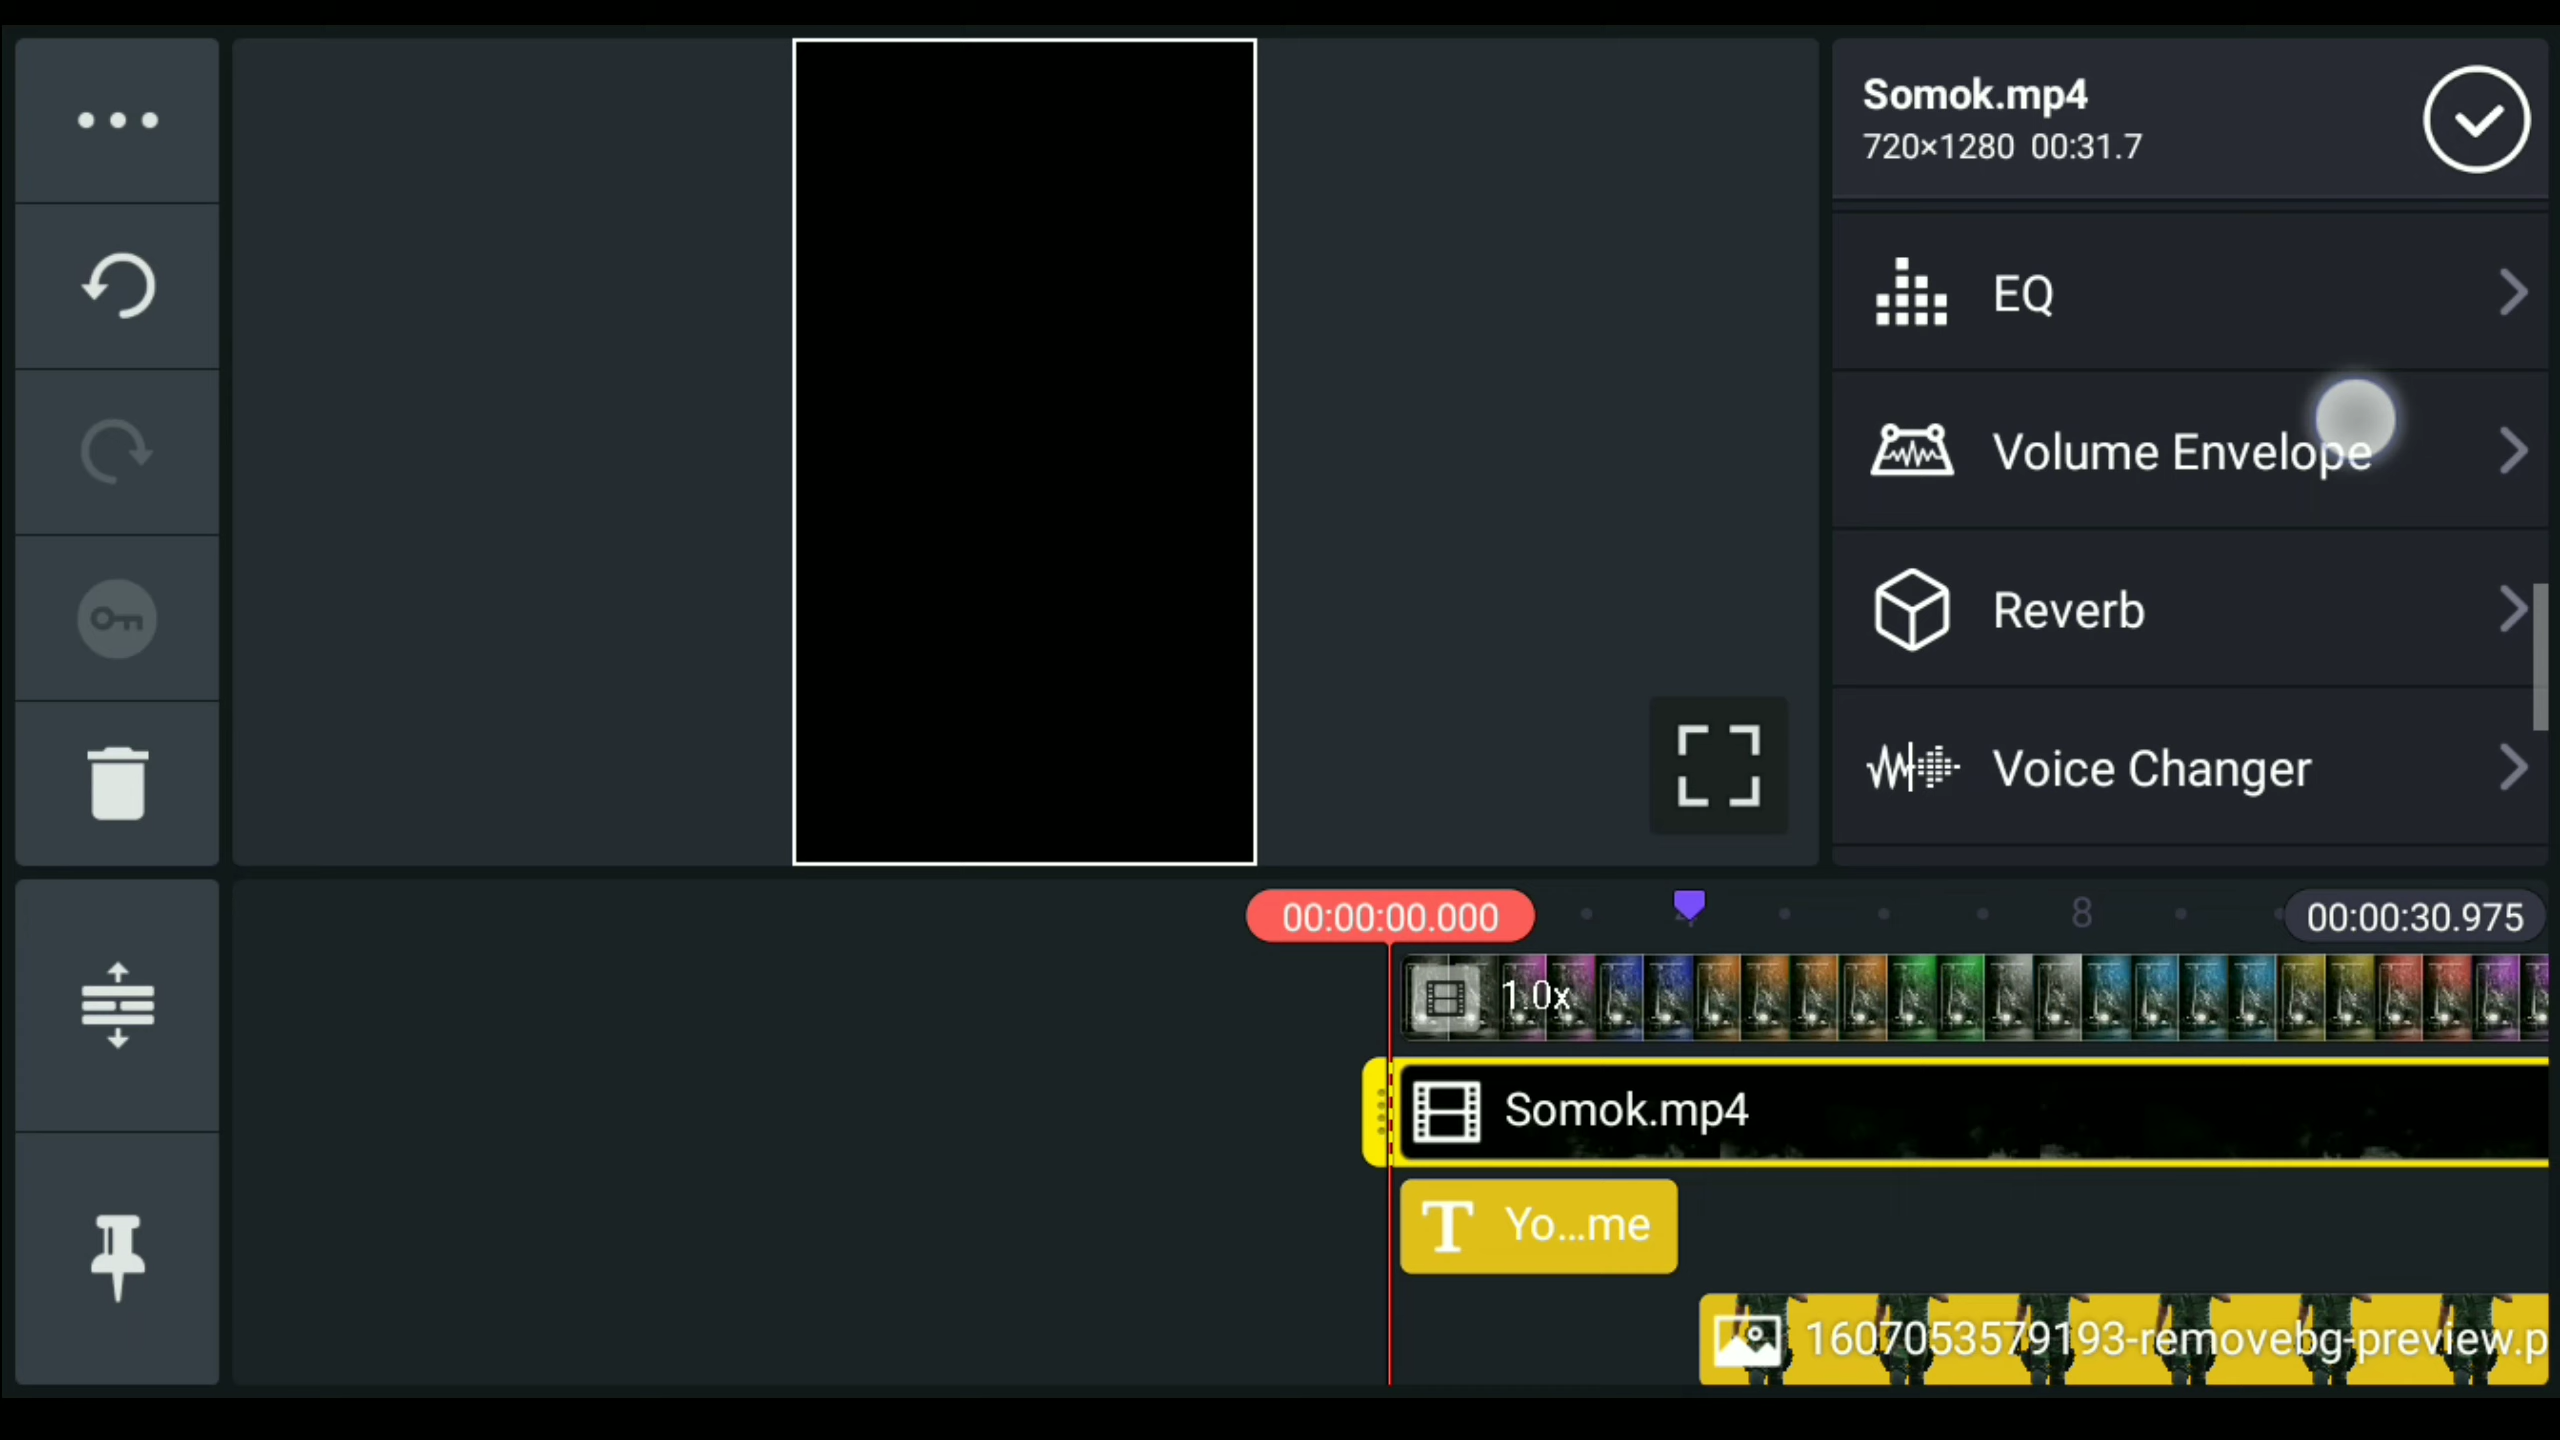 Somok.mp4
720×1280 00:31.7
EQ
Volume Envelope
Reverb
Voice Changer
00:00:00.000
8
00:00:30.975
1.0x
Somok.mp4
T Yo...me
1607053579193-removebg-preview.p